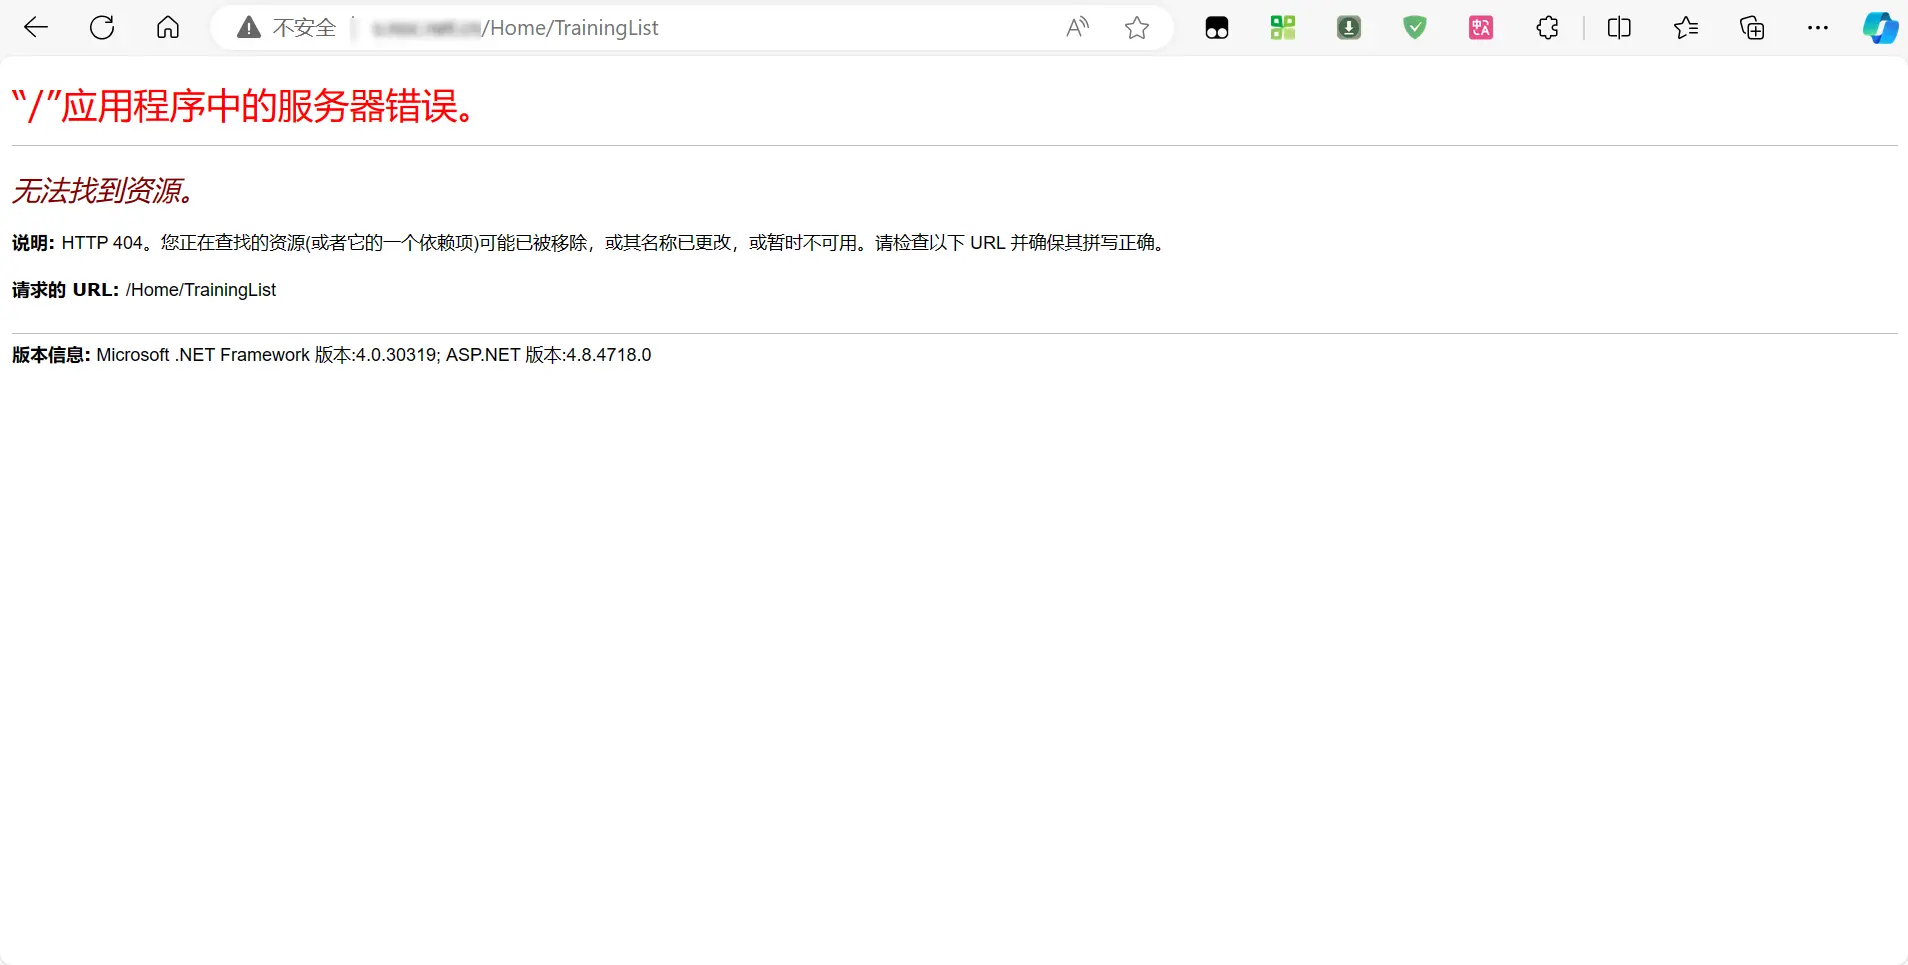 不安全 /Home/TrainingList
“/”应用程序中的服务器错误。
无法找到资源。
说明: HTTP 404。您正在查找的资源(或者它的一个依赖项)可能已被移除，或其名称已更改，或暂时不可用。请检查以下 URL 并确保其拼写正确。
请求的 URL: /Home/TrainingList
版本信息: Microsoft .NET Framework 版本:4.0.30319; ASP.NET 版本:4.8.4718.0